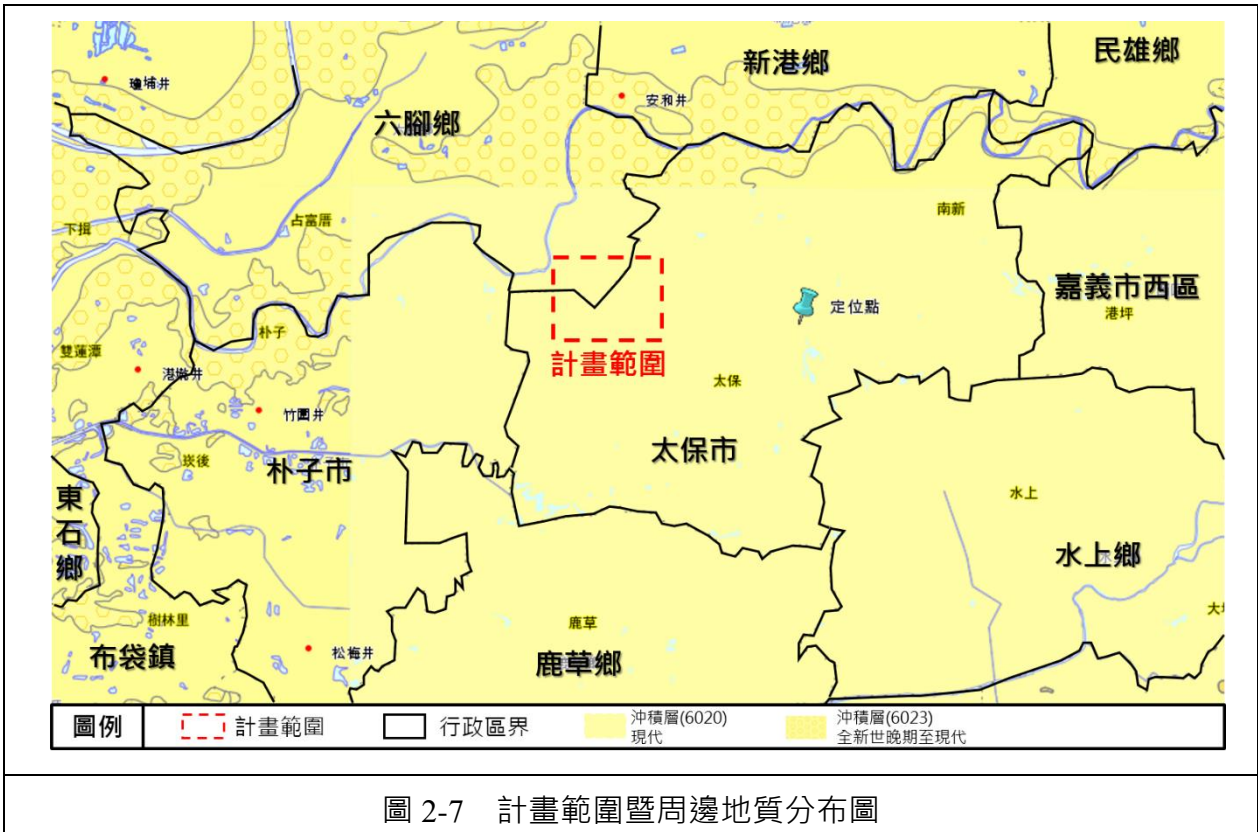 新港鄉
民雄鄉
瓊埔井
安和井
六腳鄉
南新
占富厝
下揖
嘉義市西區
港坪
定位點
朴子
雙蓮潭
計畫範圍
港墘井
太保
竹圍井
太保市
崁後
朴子市
東石鄉
水上
水上鄉
樹林里
鹿草
布袋鎮
松梅井
鹿草鄉
圖例
計畫範圍
行政區界
沖積層(6020)
現代
沖積層(6023)
全新世晚期至現代
圖 2-7 計畫範圍暨周邊地質分布圖